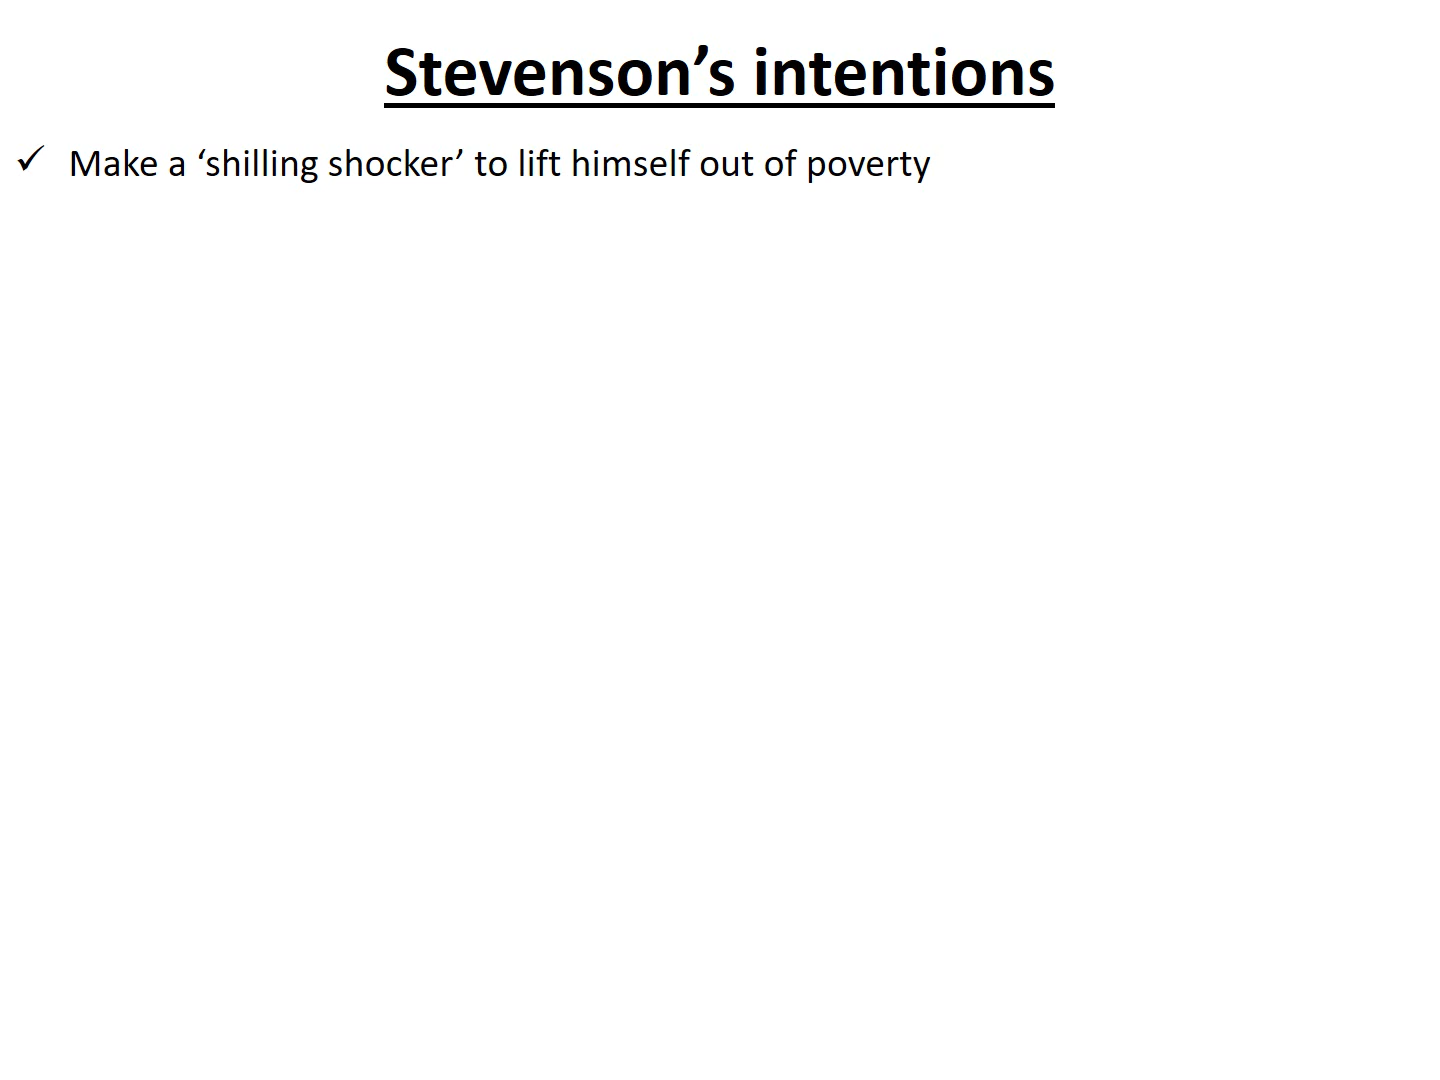 Stevenson’s intentions
✓ Make a ‘shilling shocker’ to lift himself out of poverty